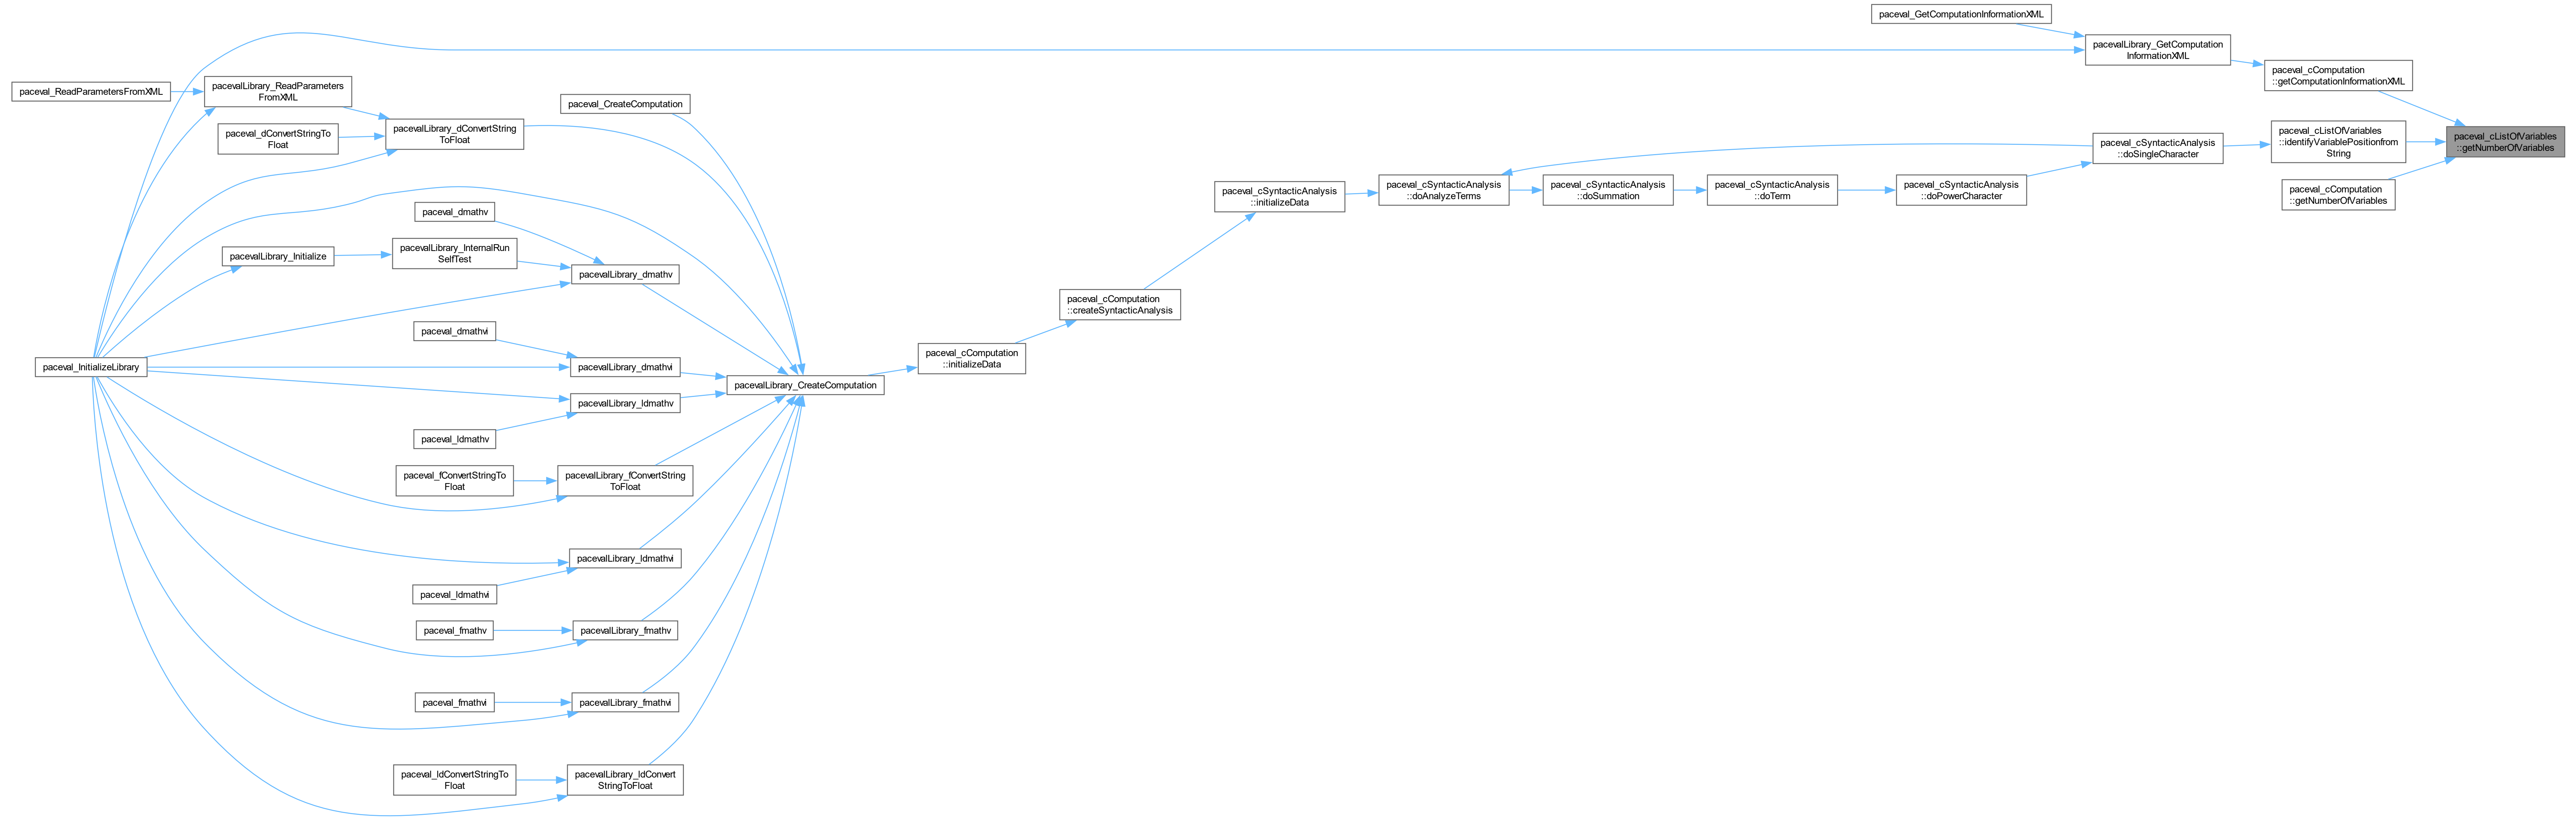 paceval_GetComputationInformationXML
pacevalLibrary_GetComputation
InformationXML
paceval_cComputation
::getComputationInformationXML
paceval_ReadParametersFromXML
pacevalLibrary_ReadParameters
FromXML
paceval_CreateComputation
paceval_dConvertStringTo
Float
pacevalLibrary_dConvertString
ToFloat
paceval_cSyntacticAnalysis
::doSingleCharacter
paceval_cListOfVariables
::identifyVariablePositionfrom
String
paceval_cListOfVariables
::getNumberOfVariables
paceval_cSyntacticAnalysis
::initializeData
paceval_cSyntacticAnalysis
::doAnalyzeTerms
paceval_cSyntacticAnalysis
::doSummation
paceval_cSyntacticAnalysis
::doTerm
paceval_cSyntacticAnalysis
::doPowerCharacter
paceval_cComputation
::getNumberOfVariables
paceval_dmathv
pacevalLibrary_Initialize
pacevalLibrary_InternalRun
SelfTest
pacevalLibrary_dmathv
paceval_cComputation
::createSyntacticAnalysis
paceval_dmathvi
paceval_InitializeLibrary
pacevalLibrary_dmathvi
paceval_cComputation
::initializeData
pacevalLibrary_CreateComputation
pacevalLibrary_ldmathv
paceval_ldmathv
paceval_fConvertStringTo
Float
pacevalLibrary_fConvertString
ToFloat
pacevalLibrary_ldmathvi
paceval_ldmathvi
paceval_fmathv
pacevalLibrary_fmathv
paceval_fmathvi
pacevalLibrary_fmathvi
paceval_ldConvertStringTo
Float
pacevalLibrary_ldConvert
StringToFloat